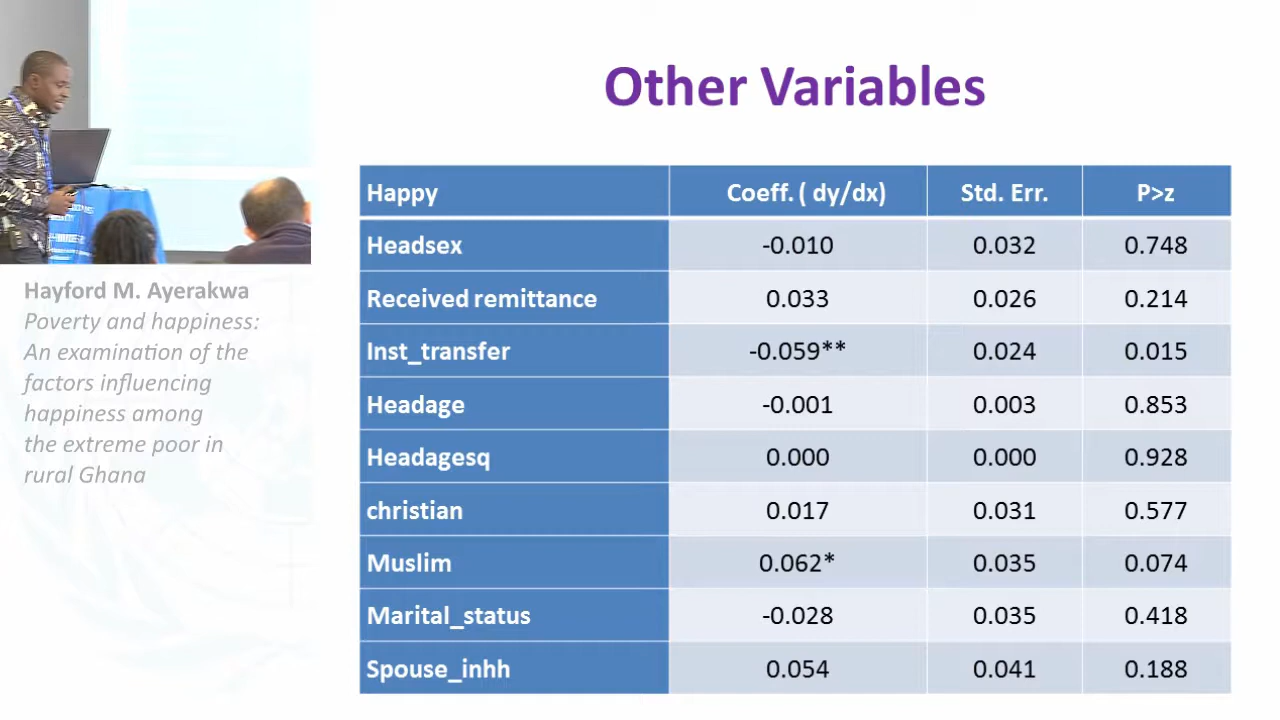 Other Variables
Happy Coeff. ( dy/dx) Std. Err. P>z
Headsex -0.010 0.032 0.748
Received remittance 0.033 0.026 0.214
Inst_transfer -0.059** 0.024 0.015
Headage -0.001 0.003 0.853
Headagesq 0.000 0.000 0.928
christian 0.017 0.031 0.577
Muslim 0.062* 0.035 0.074
Marital_status -0.028 0.035 0.418
Spouse_inhh 0.054 0.041 0.188
Hayford M. Ayerakwa
Poverty and happiness:
An examination of the
factors influencing
happiness among
the extreme poor in
rural Ghana